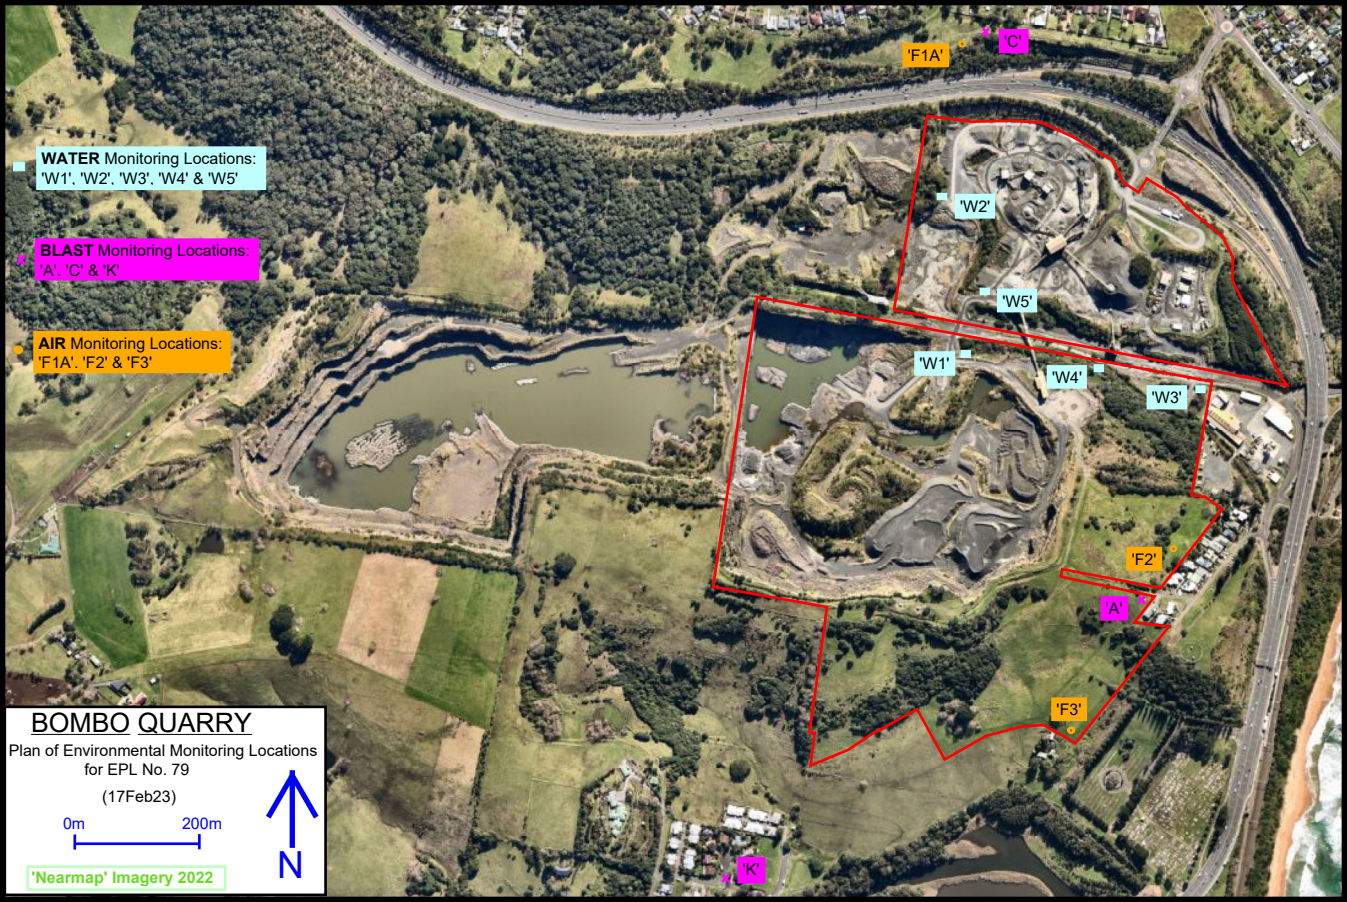 'C'
'F1A'
WATER Monitoring Locations:
'W1', 'W2', 'W3', 'W4' & 'W5'
'W2'
BLAST Monitoring Locations:
'A', 'C' & 'K'
'W5'
AIR Monitoring Locations:
'F1A', 'F2' & 'F3'
'W1'
'W4'
'W3'
'F2'
'A'
'F3'
BOMBO QUARRY
Plan of Environmental Monitoring Locations
for EPL No. 79
(17Feb23)
0m 200m
N
'Nearmap' Imagery 2022
'K'